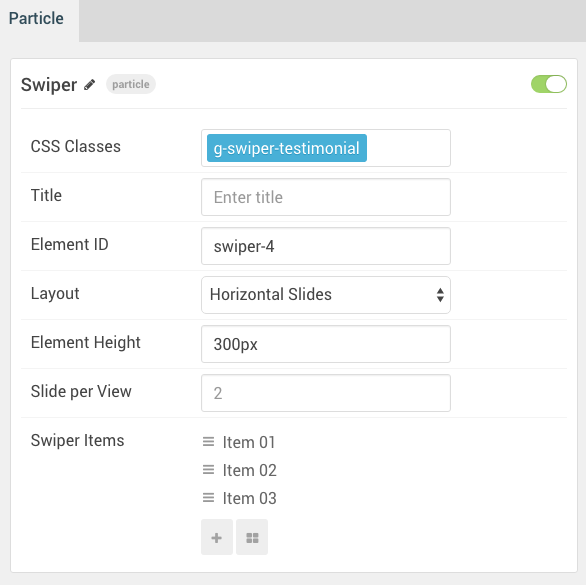 Particle
Swiper particle
CSS Classes g-swiper-testimonial
Title Enter title
Element ID swiper-4
Layout Horizontal Slides
Element Height 300px
Slide per View 2
Swiper Items Item 01
Item 02
Item 03